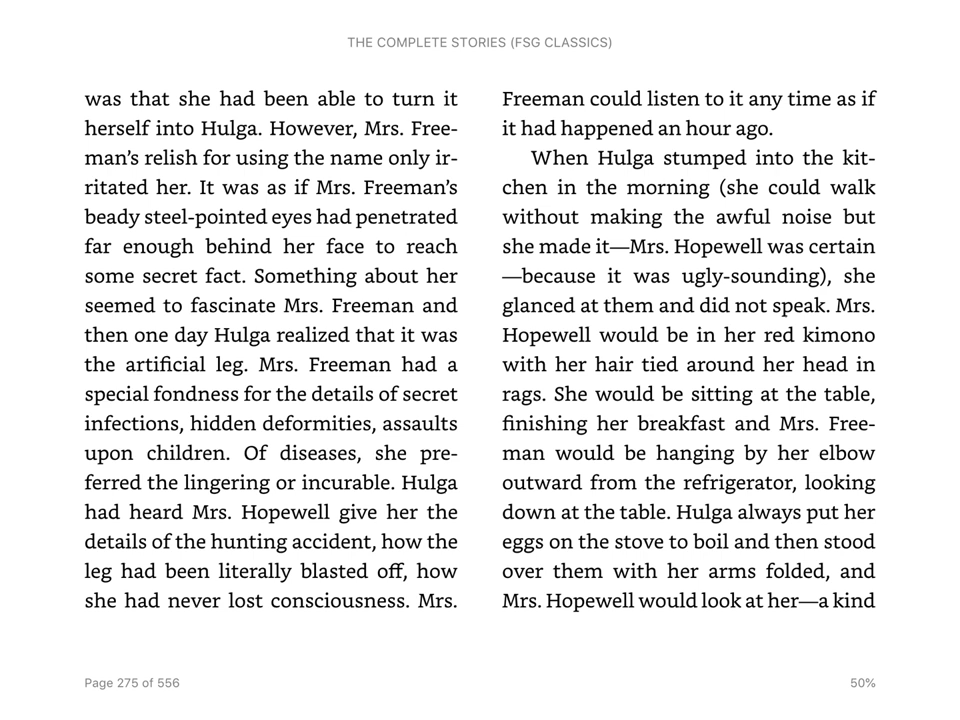 THE COMPLETE STORIES (FSG CLASSICS)
was that she had been able to turn it
herself into Hulga. However, Mrs. Free-
man’s relish for using the name only ir-
ritated her. It was as if Mrs. Freeman’s
beady steel-pointed eyes had penetrated
far enough behind her face to reach
some secret fact. Something about her
seemed to fascinate Mrs. Freeman and
then one day Hulga realized that it was
the artificial leg. Mrs. Freeman had a
special fondness for the details of secret
infections, hidden deformities, assaults
upon children. Of diseases, she pre-
ferred the lingering or incurable. Hulga
had heard Mrs. Hopewell give her the
details of the hunting accident, how the
leg had been literally blasted off, how
she had never lost consciousness. Mrs.
Freeman could listen to it any time as if
it had happened an hour ago.
When Hulga stumped into the kit-
chen in the morning (she could walk
without making the awful noise but
she made it—Mrs. Hopewell was certain
—because it was ugly-sounding), she
glanced at them and did not speak. Mrs.
Hopewell would be in her red kimono
with her hair tied around her head in
rags. She would be sitting at the table,
finishing her breakfast and Mrs. Free-
man would be hanging by her elbow
outward from the refrigerator, looking
down at the table. Hulga always put her
eggs on the stove to boil and then stood
over them with her arms folded, and
Mrs. Hopewell would look at her—a kind
Page 275 of 556
50%